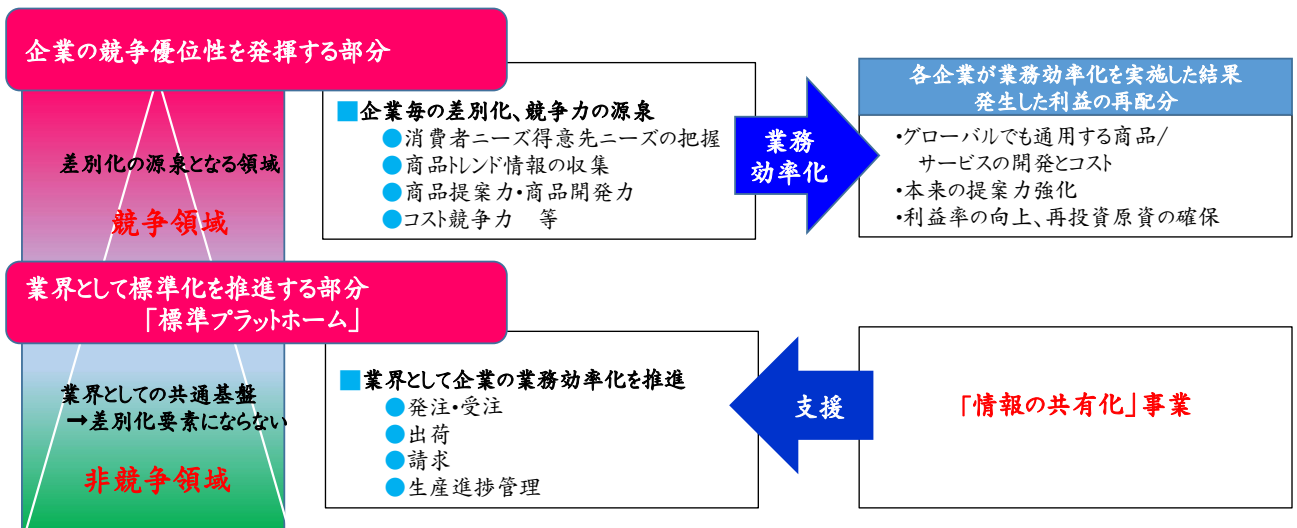 企業の競争優位性を発揮する部分
差別化の源泉となる領域
競争領域
■企業毎の差別化、競争力の源泉
●消費者ニーズ得意先ニーズの把握
●商品トレンド情報の収集
●商品提案力・商品開発力
●コスト競争力　等
業務
効率化
各企業が業務効率化を実施した結果
発生した利益の再配分
・グローバルでも通用する商品/
サービスの開発とコスト
・本来の提案力強化
・利益率の向上、再投資原資の確保
業界として標準化を推進する部分
「標準プラットホーム」
業界としての共通基盤
→差別化要素にならない
非競争領域
■業界として企業の業務効率化を推進
●発注・受注
●出荷
●請求
●生産進捗管理
支援
「情報の共有化」事業